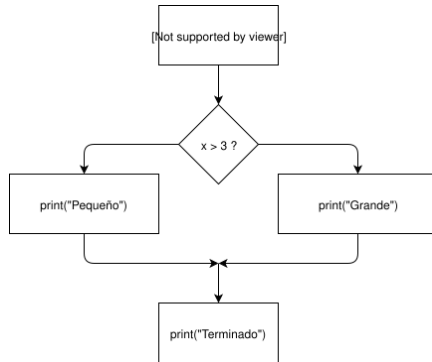 [Not supported by viewer]
x > 3 ?
print("Pequeño")
print("Grande")
print("Terminado")